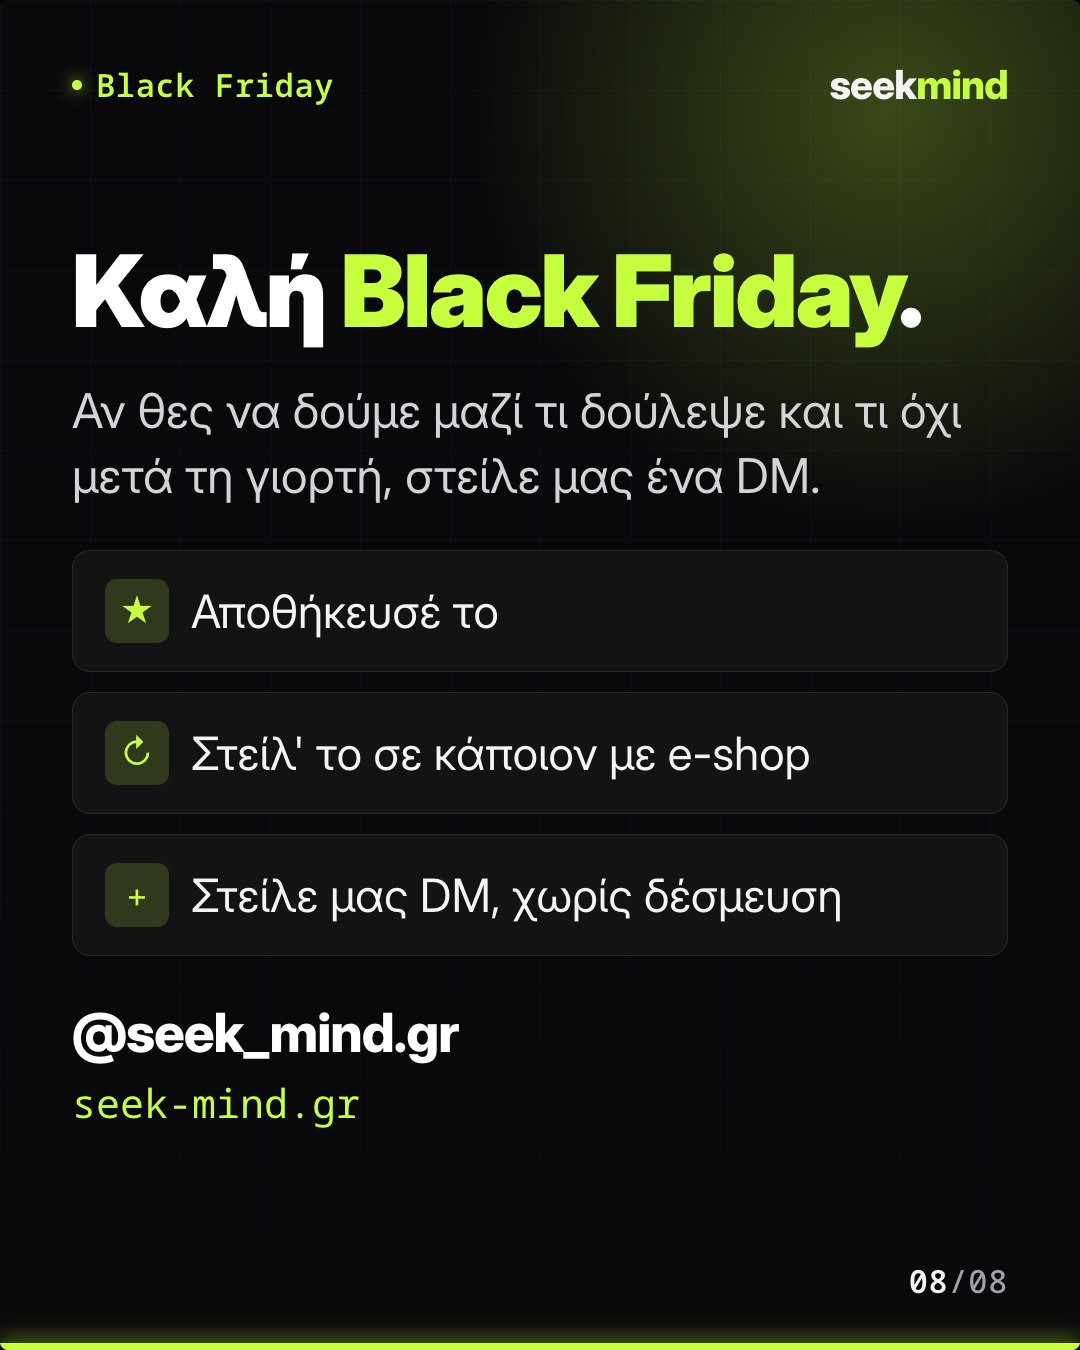 Black Friday
seekmind
Καλή Black Friday.
Αν θες να δούμε μαζί τι δούλεψε και τι όχι
μετά τη γιορτή, στείλε μας ένα DM.
Αποθήκευσέ το
Στείλ' το σε κάποιον με e-shop
Στείλε μας DM, χωρίς δέσμευση
@seek_mind.gr
seek-mind.gr
08/08